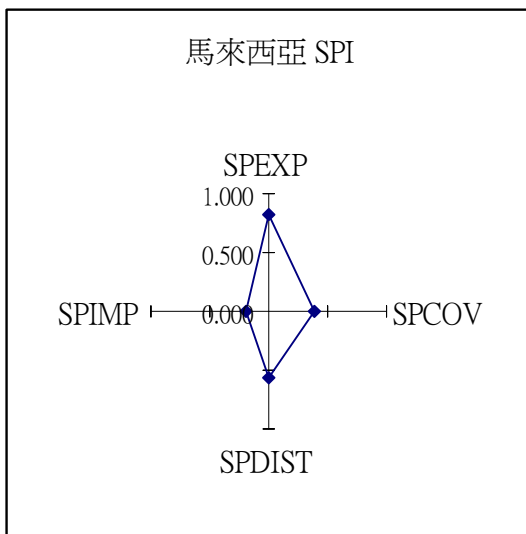 馬來西亞 SPI
SPEXP
1.000
0.500
SPIMP
0.000
SPCOV
SPDIST